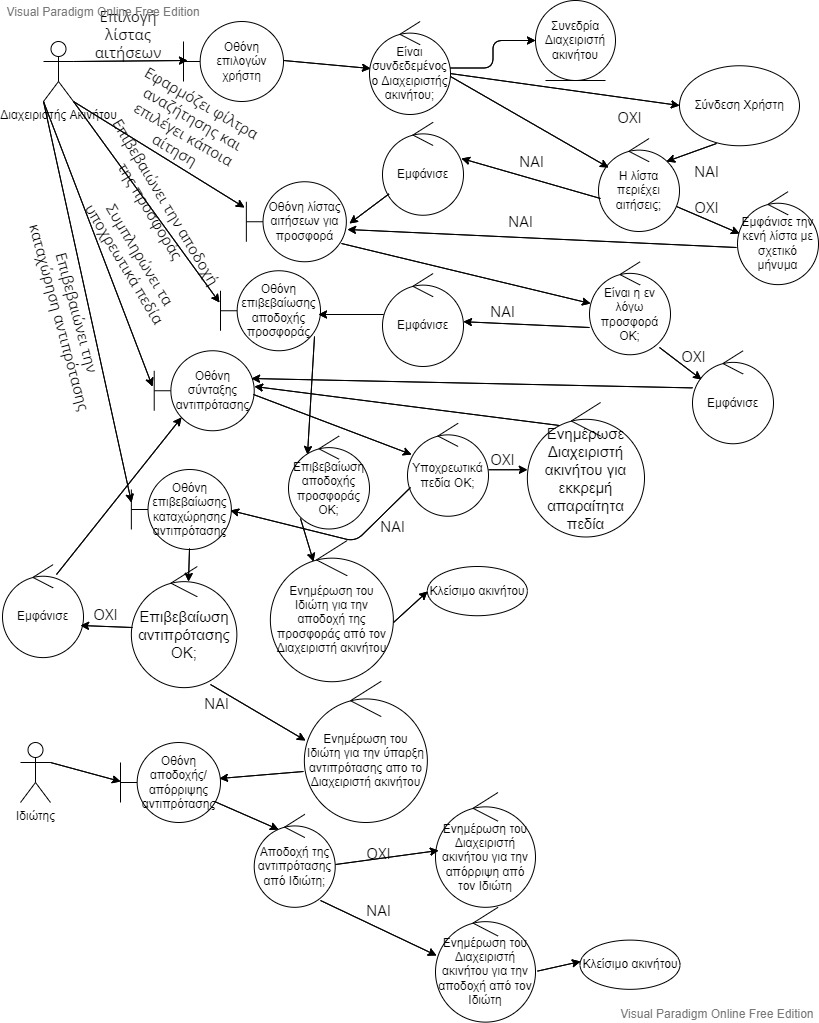 Visual Paradigm Online Free Edition
Επιλογή
λίστας
αιτήσεων
Οθόνη
επιλογών
χρήστη
Είναι
συνδεδεμένος
ο Διαχειριστής
ακινήτου;
Συνεδρία
Διαχειριστή
ακινήτου
ΟΧΙ
Σύνδεση Χρήστη
Διαχειριστής Ακινήτου
Εφαρμόζει φίλτρα
αναζήτησης και
επιλέγει κάποια
αίτηση
Επιβεβαιώνει την αποδοχή
της προσφοράς
Συμπληρώνει τα
υποχρεωτικά πεδία
Επιβεβαιώνει την
καταχώρηση αντιπρότασης
Εμφάνισε
ΝΑΙ
Η λίστα
περιέχει
αιτήσεις;
ΝΑΙ
ΟΧΙ
Οθόνη λίστας
αιτήσεων για
προσφορά
ΝΑΙ
Εμφάνισε την
κενή λίστα με
σχετικό
μήνυμα
Οθόνη
επιβεβαίωσης
αποδοχής
προσφοράς
Εμφάνισε
ΝΑΙ
Είναι η εν
λόγω
προσφορά
ΟΚ;
ΟΧΙ
Οθόνη
σύνταξης
αντιπρότασης
Εμφάνισε
Επιβεβαίωση
αποδοχής
προσφοράς
ΟΚ;
Υποχρεωτικά
πεδία ΟΚ;
ΟΧΙ
Ενημέρωσε
Διαχειριστή
ακινήτου για
εκκρεμή
απαραίτητα
πεδία
Οθόνη
επιβεβαίωσης
καταχώρησης
αντιπρότασης
ΝΑΙ
Εμφάνισε
ΟΧΙ
Επιβεβαίωση
αντιπρότασης
ΟΚ;
Ενημέρωση του
Ιδιώτη για την
αποδοχή της
προσφοράς από τον
Διαχειριστή ακινήτου
Κλείσιμο ακινήτου
ΝΑΙ
Ενημέρωση του
Ιδιώτη για την ύπαρξη
αντιπρότασης απο το
Διαχειριστή ακινήτου
Ιδιώτης
Οθόνη
αποδοχής/
απόρριψης
αντιπρότασης
Αποδοχή της
αντιπρότασης
από Ιδιώτη;
ΟΧΙ
Ενημέρωση του
Διαχειριστή
ακινήτου για την
απόρριψη από
τον Ιδιώτη
ΝΑΙ
Ενημέρωση του
Διαχειριστή
ακινήτου για την
αποδοχή από τον
Ιδιώτη
Κλείσιμο ακινήτου
Visual Paradigm Online Free Edition